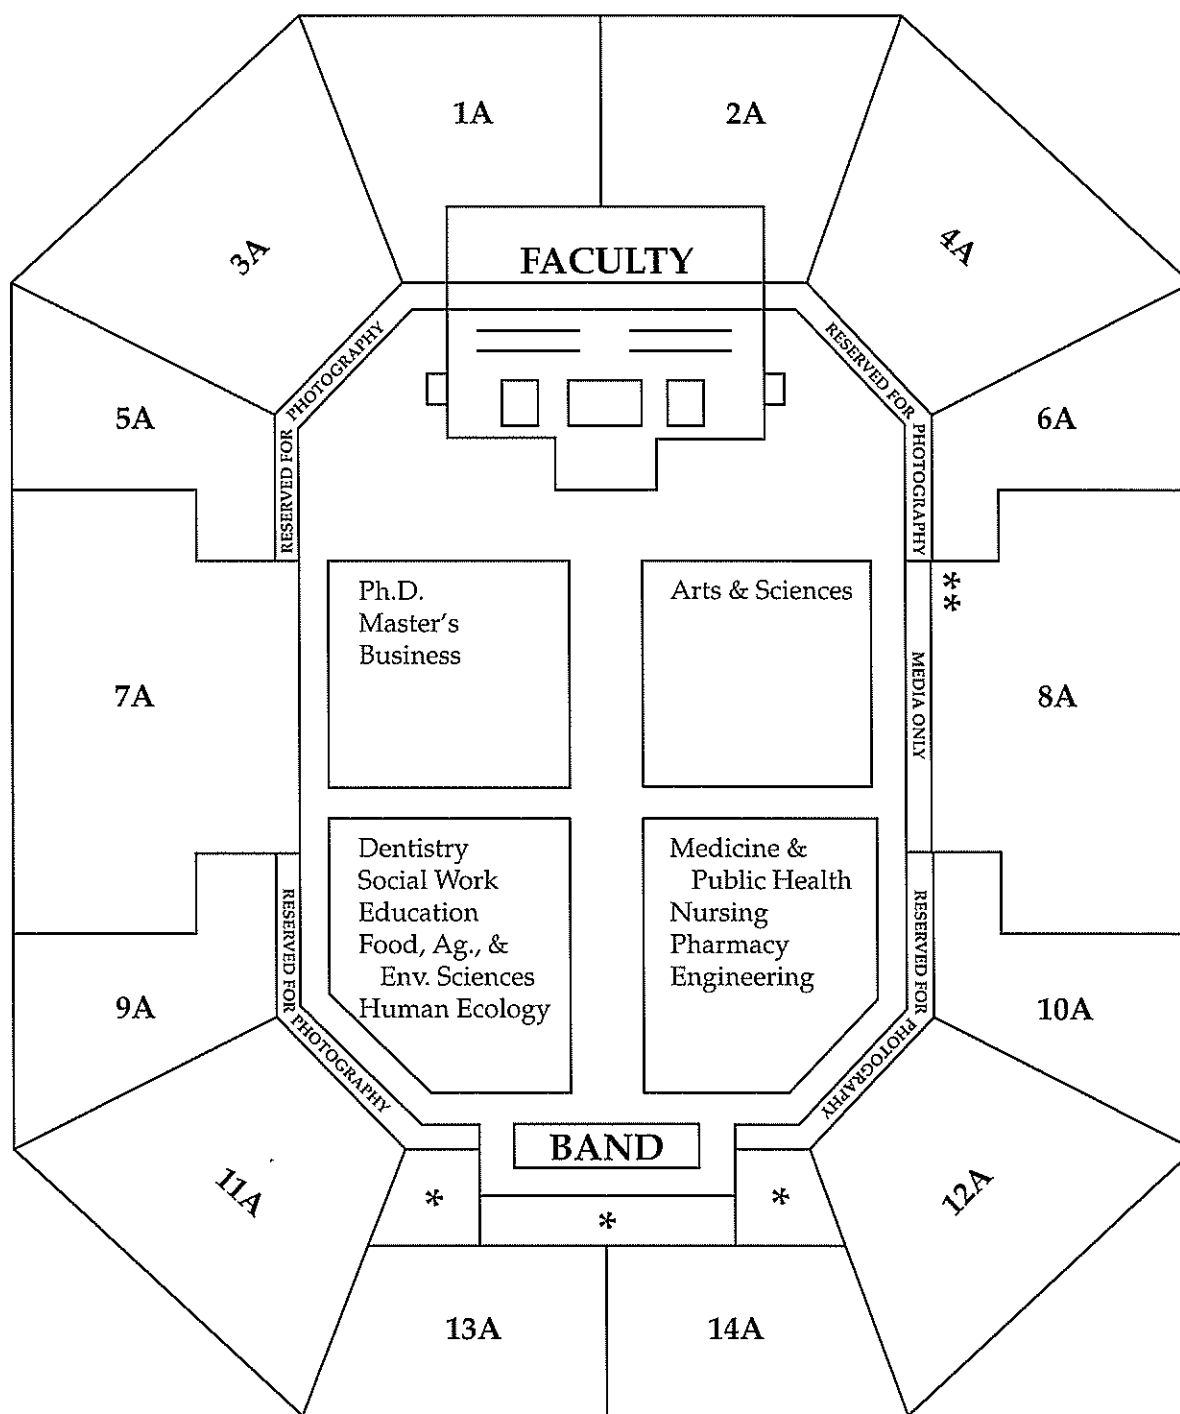 1A
2A
3A
FACULTY
4A
RESERVED FOR
PHOTOGRAPHY
RESERVED FOR
PHOTOGRAPHY
5A
6A
Ph.D.
Master's
Business
Arts & Sciences
**
7A
MEDIA ONLY
8A
Dentistry
Social Work
Education
Food, Ag., &
Env. Sciences
Human Ecology
Medicine &
Public Health
Nursing
Pharmacy
Engineering
RESERVED FOR
PHOTOGRAPHY
RESERVED FOR
PHOTOGRAPHY
9A
10A
BAND
11A
*
*
*
12A
13A
14A